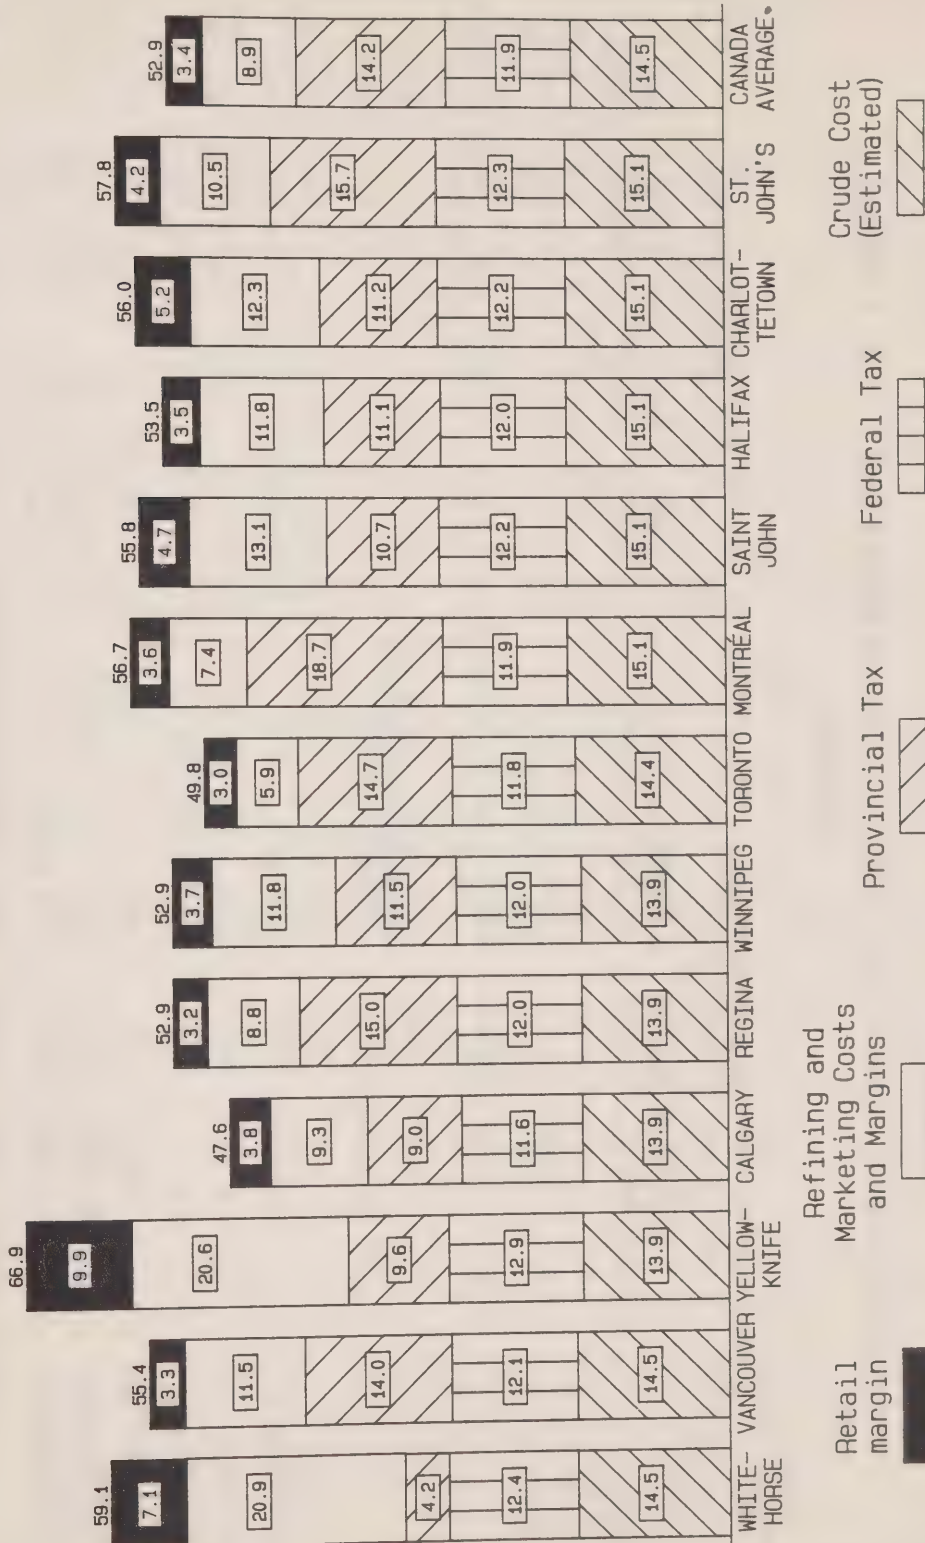 59.1
7.1
20.9
4.2
12.4
14.5
WHITE-
HORSE
55.4
3.3
11.5
14.0
12.1
14.5
VANCOUVER
66.9
9.9
20.6
9.6
12.9
13.9
YELLOW-
KNIFE
47.6
3.8
9.3
9.0
11.6
13.9
CALGARY
52.9
3.2
8.8
15.0
12.0
13.9
REGINA
52.9
3.7
11.8
11.5
12.0
13.9
WINNIPEG
49.8
3.0
5.9
14.7
11.8
14.4
TORONTO
56.7
3.6
7.4
18.7
11.9
15.1
MONTRÉAL
55.8
4.7
13.1
10.7
12.2
15.1
SAINT
JOHN
53.5
3.5
11.8
11.1
12.0
15.1
HALIFAX
56.0
5.2
12.3
11.2
12.2
15.1
CHARLOT-
TETOWN
57.8
4.2
10.5
15.7
12.3
15.1
ST.
JOHN'S
52.9
3.4
8.9
14.2
11.9
14.5
CANADA
AVERAGE*
Retail
margin
Refining and
Marketing Costs
and Margins
Provincial Tax
Federal Tax
Crude Cost
(Estimated)